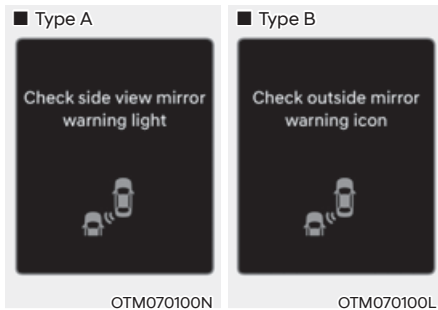 ■ Type A
Check side view mirror
warning light
OTM070100N
■ Type B
Check outside mirror
warning icon
OTM070100L